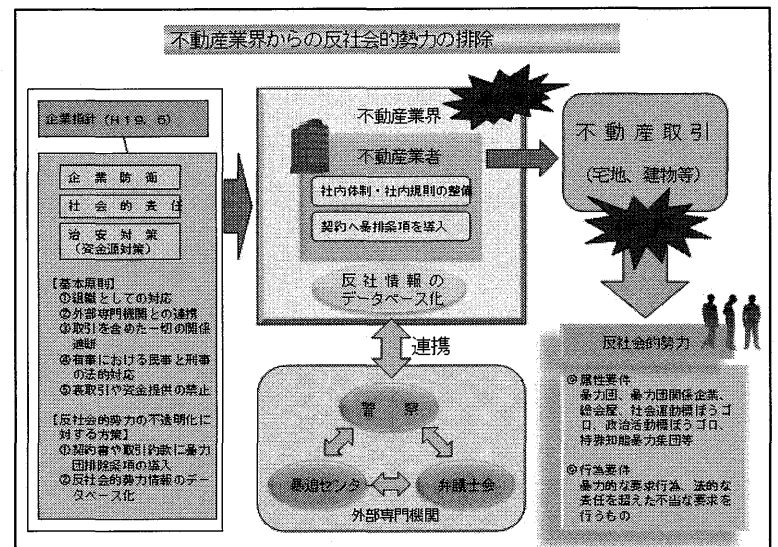 不動産業界からの反社会的勢力の排除
企業指針（H19．6）
企業防衛
社会的責任
治安対策
（資金源対策）
【基本原則】
①組織としての対応
②外部専門機関との連携
③取引を含めた一切の関係
遮断
④有事における民事と刑事
の法的対応
⑤裏取引や資金提供の禁止
【反社会的勢力の不透明化に
対する方策】
①契約書や取引約款に暴力
団排除条項の導入
②反社会的勢力情報のデー
タベース化
不動産業界
不動産業者
社内体制・社内規則の整備
契約へ暴排条項を導入
反社情報の
データベース化
連携
警察
暴追センタ
弁護士会
外部専門機関
不動産取引
（宅地、建物等）
反社会的勢力
◎属性要件
暴力団、暴力団関係企業、
総会屋、社会運動標ぼうゴ
ロ、政治活動標ぼうゴロ、
特殊知能暴力集団等
◎行為要件
暴力的な要求行為、法的な
責任を超えた不当な要求を
行うもの